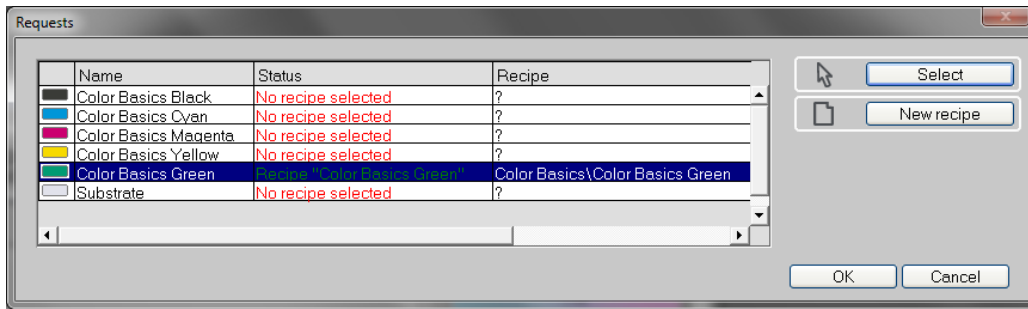 Requests
Name Status Recipe
Color Basics Black No recipe selected ?
Color Basics Cyan No recipe selected ?
Color Basics Magenta No recipe selected ?
Color Basics Yellow No recipe selected ?
Color Basics Green Recipe "Color Basics Green" Color Basics\Color Basics Green
Substrate No recipe selected ?
Select
New recipe
OK Cancel